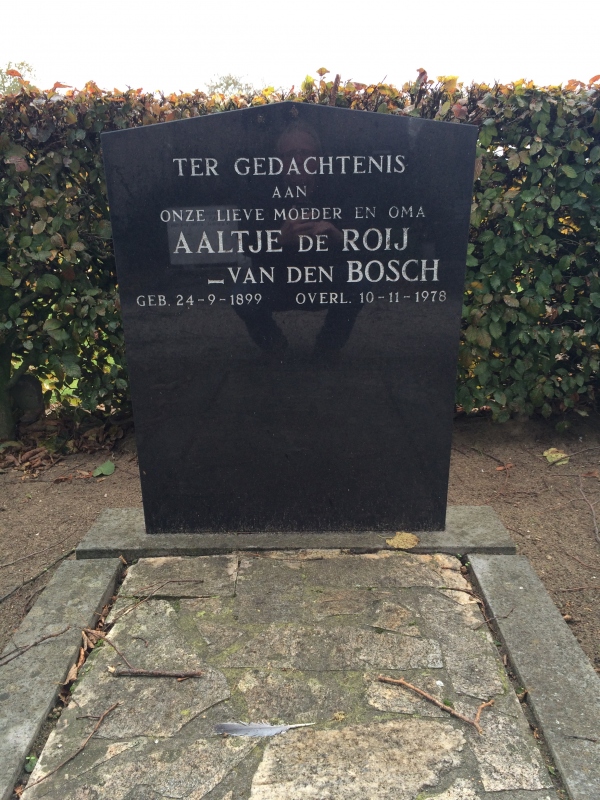 TER GEDACHTENIS
AAN
ONZE LIEVE MOEDER EN OMA
AALTJE DE ROIJ
–VAN DEN BOSCH
GEB. 24-9-1899 OVERL. 10-11-1978